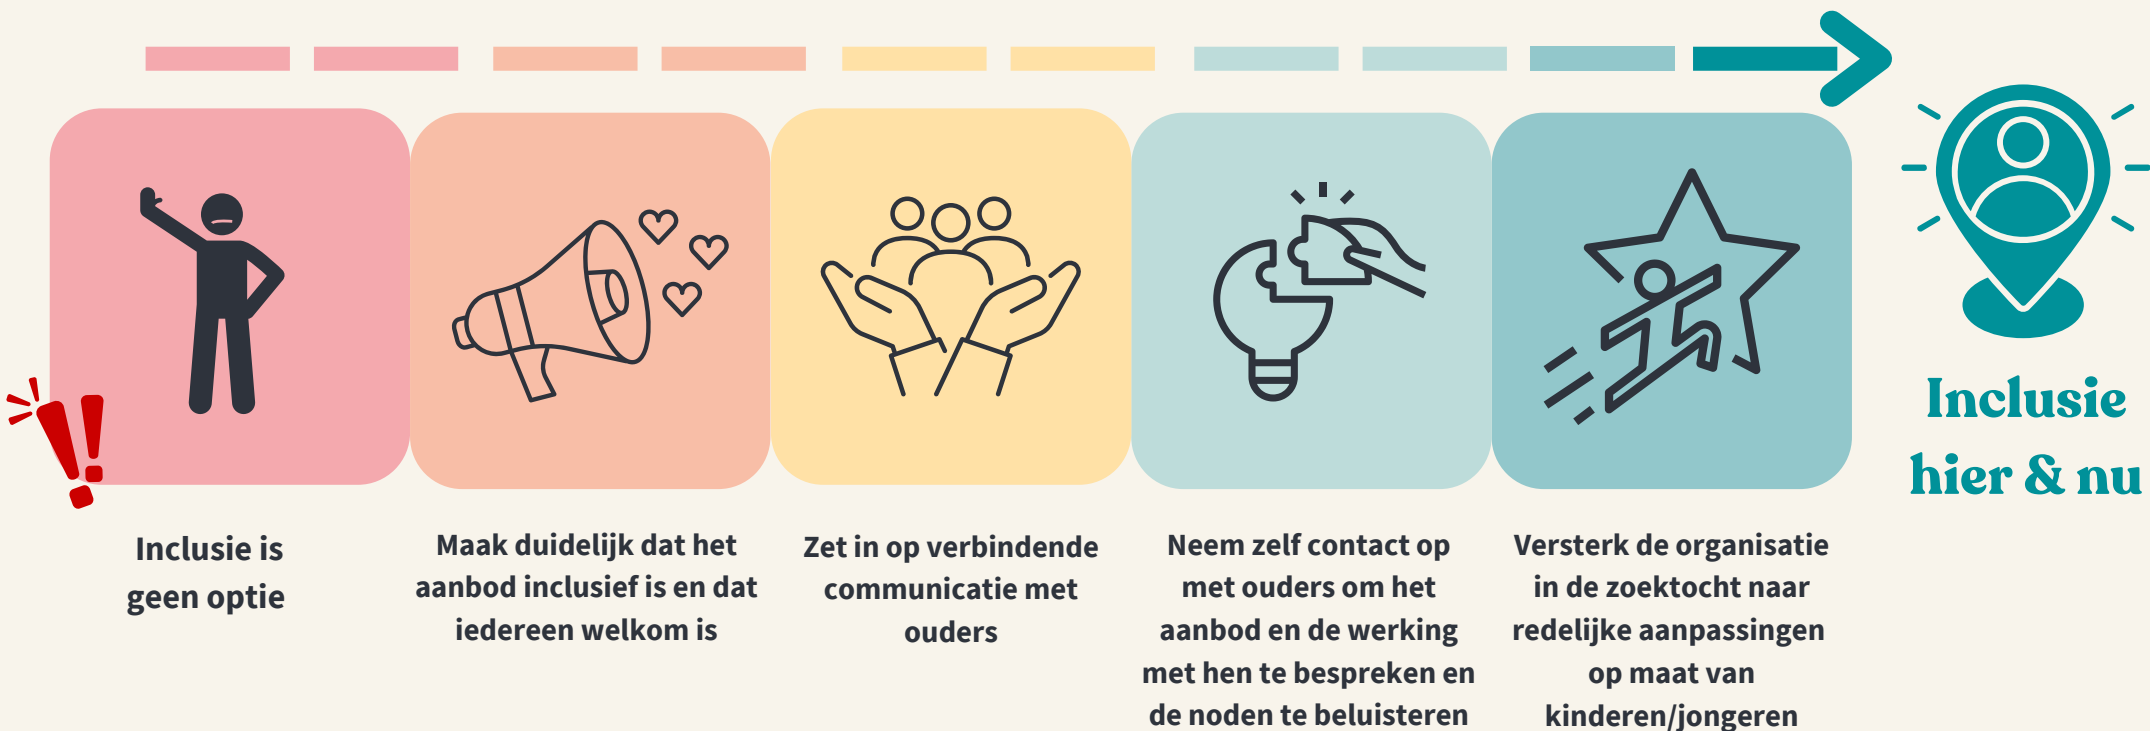 Inclusie
hier & nu
Inclusie is
geen optie
Maak duidelijk dat het
aanbod inclusief is en dat
iedereen welkom is
Zet in op verbindende
communicatie met
ouders
Neem zelf contact op
met ouders om het
aanbod en de werking
met hen te bespreken en
de noden te beluisteren
Versterk de organisatie
in de zoektocht naar
redelijke aanpassingen
op maat van
kinderen/jongeren